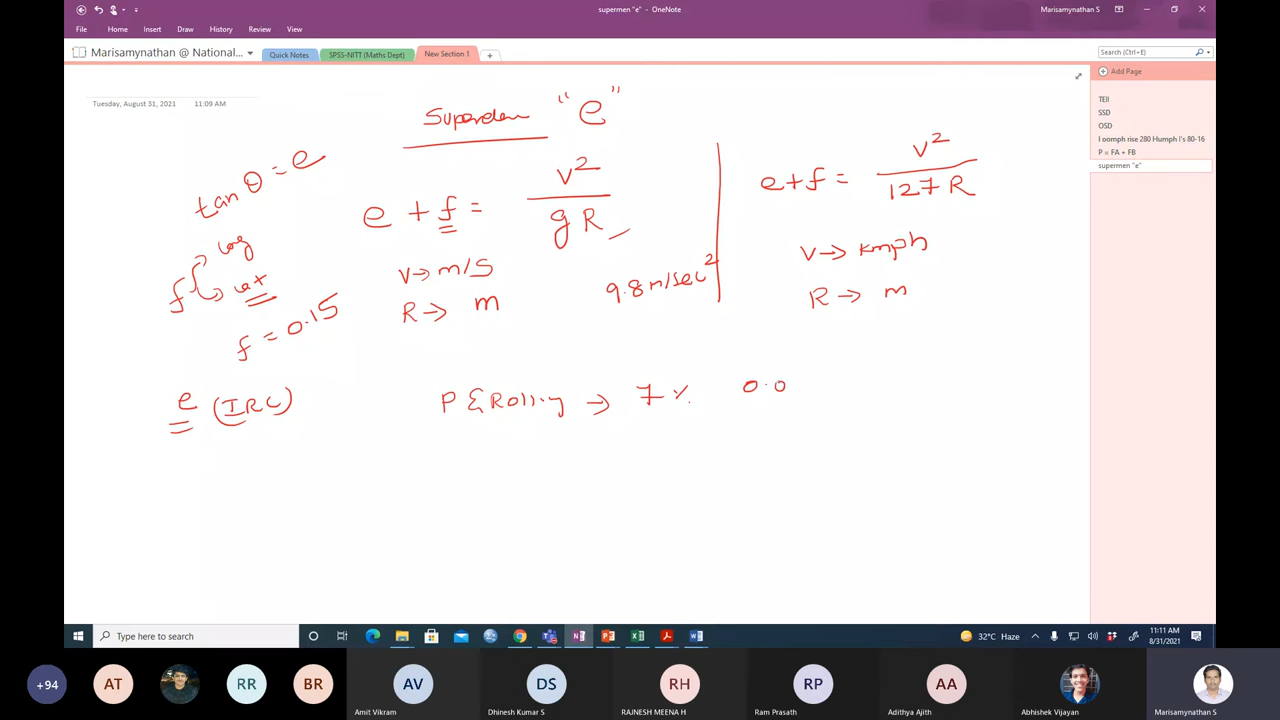 supermen "e" - OneNote
Marisamynathan S
File Home Insert Draw History Review View
Marisamynathan @ National...
Quick Notes
SPSS-NITT (Maths Dept)
New Section 1
Search (Ctrl+E)
Add Page
TEII
SSD
OSD
I oomph rise 280 Humph I's 80-16
P = FA + FB
supermen "e"
Tuesday, August 31, 2021 11:09 AM
"e"
tan θ = e
e + f = v²/gR
e+f = v²/127R
V→ m/s
R→ m
9.8 m/sec²
V→ kmph
R→ m
f
f = 0.15
e (IRC)
P & Rolling → 7% 0.0
Type here to search
32°C Haze
11:11 AM
8/31/2021
+94
AT
RR
BR
AV
Amit Vikram
DS
Dhinesh Kumar S
RH
RAJNESH MEENA H
RP
Ram Prasath
AA
Adithya Ajith
Abhishek Vijayan
Marisamynathan S